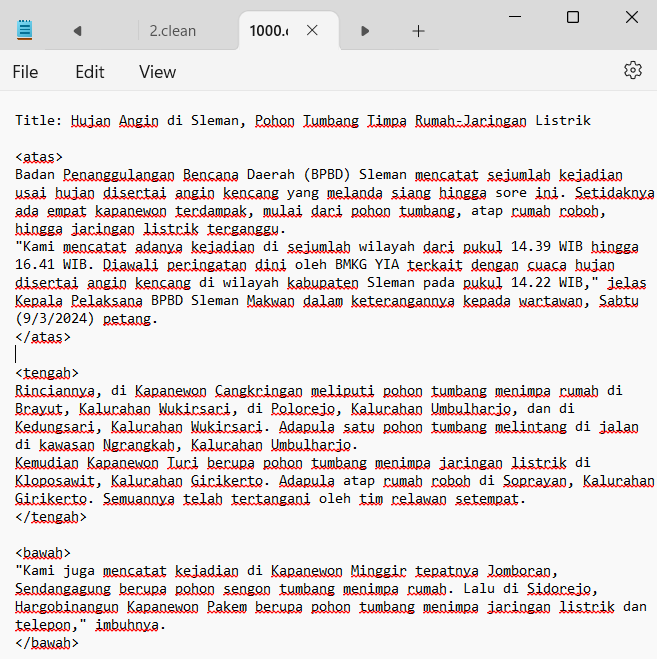 2.clean
1000.c
File Edit View
Title: Hujan Angin di Sleman, Pohon Tumbang Timpa Rumah-Jaringan Listrik
<atas>
Badan Penanggulangan Bencana Daerah (BPBD) Sleman mencatat sejumlah kejadian
usai hujan disertai angin kencang yang melanda siang hingga sore ini. Setidaknya
ada empat kapanewon terdampak, mulai dari pohon tumbang, atap rumah roboh,
hingga jaringan listrik terganggu.
"Kami mencatat adanya kejadian di sejumlah wilayah dari pukul 14.39 WIB hingga
16.41 WIB. Diawali peringatan dini oleh BMKG YIA terkait dengan cuaca hujan
disertai angin kencang di wilayah kabupaten Sleman pada pukul 14.22 WIB," jelas
Kepala Pelaksana BPBD Sleman Makwan dalam keterangannya kepada wartawan, Sabtu
(9/3/2024) petang.
</atas>
<tengah>
Rinciannya, di Kapanewon Cangkringan meliputi pohon tumbang menimpa rumah di
Brayut, Kalurahan Wukirsari, di Polorejo, Kalurahan Umbulharjo, dan di
Kedungsari, Kalurahan Wukirsari. Adapula satu pohon tumbang melintang di jalan
di kawasan Ngrangkah, Kalurahan Umbulharjo.
Kemudian Kapanewon Turi berupa pohon tumbang menimpa jaringan listrik di
Kloposawit, Kalurahan Girikerto. Adapula atap rumah roboh di Soprayan, Kalurahan
Girikerto. Semuannya telah tertangani oleh tim relawan setempat.
</tengah>
<bawah>
"Kami juga mencatat kejadian di Kapanewon Minggir tepatnya Jomboran,
Sendangagung berupa pohon sengon tumbang menimpa rumah. Lalu di Sidorejo,
Hargobinangun Kapanewon Pakem berupa pohon tumbang menimpa jaringan listrik dan
telepon," imbuhnya.
</bawah>